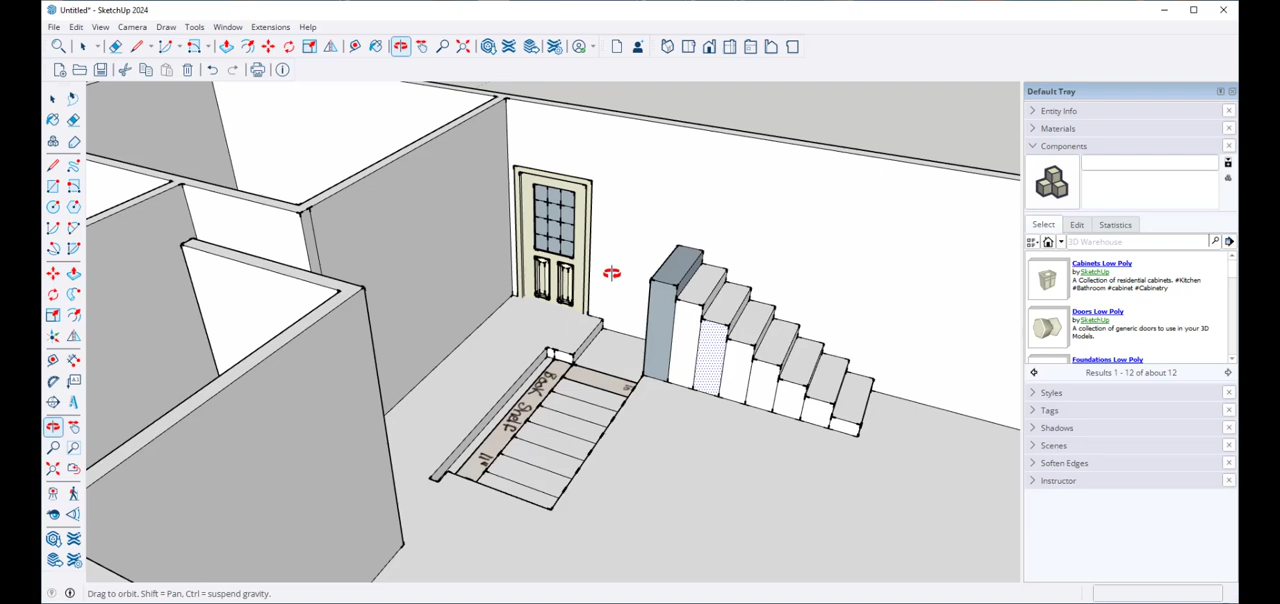 Untitled* - SketchUp 2024
File Edit View Camera Draw Tools Window Extensions Help
Default Tray
Entity Info
Materials
Components
Select Edit Statistics
3D Warehouse
Cabinets Low Poly
by SketchUp
A collection of residential cabinets. #Kitchen
#Bathroom #cabinet #Cabinetry
Doors Low Poly
by SketchUp
A collection of generic doors to use in your 3D
Models.
Foundations Low Poly
Results 1 - 12 of about 12
Styles
Tags
Shadows
Scenes
Soften Edges
Instructor
Book Shelf
11"
Drag to orbit. Shift = Pan, Ctrl = suspend gravity.